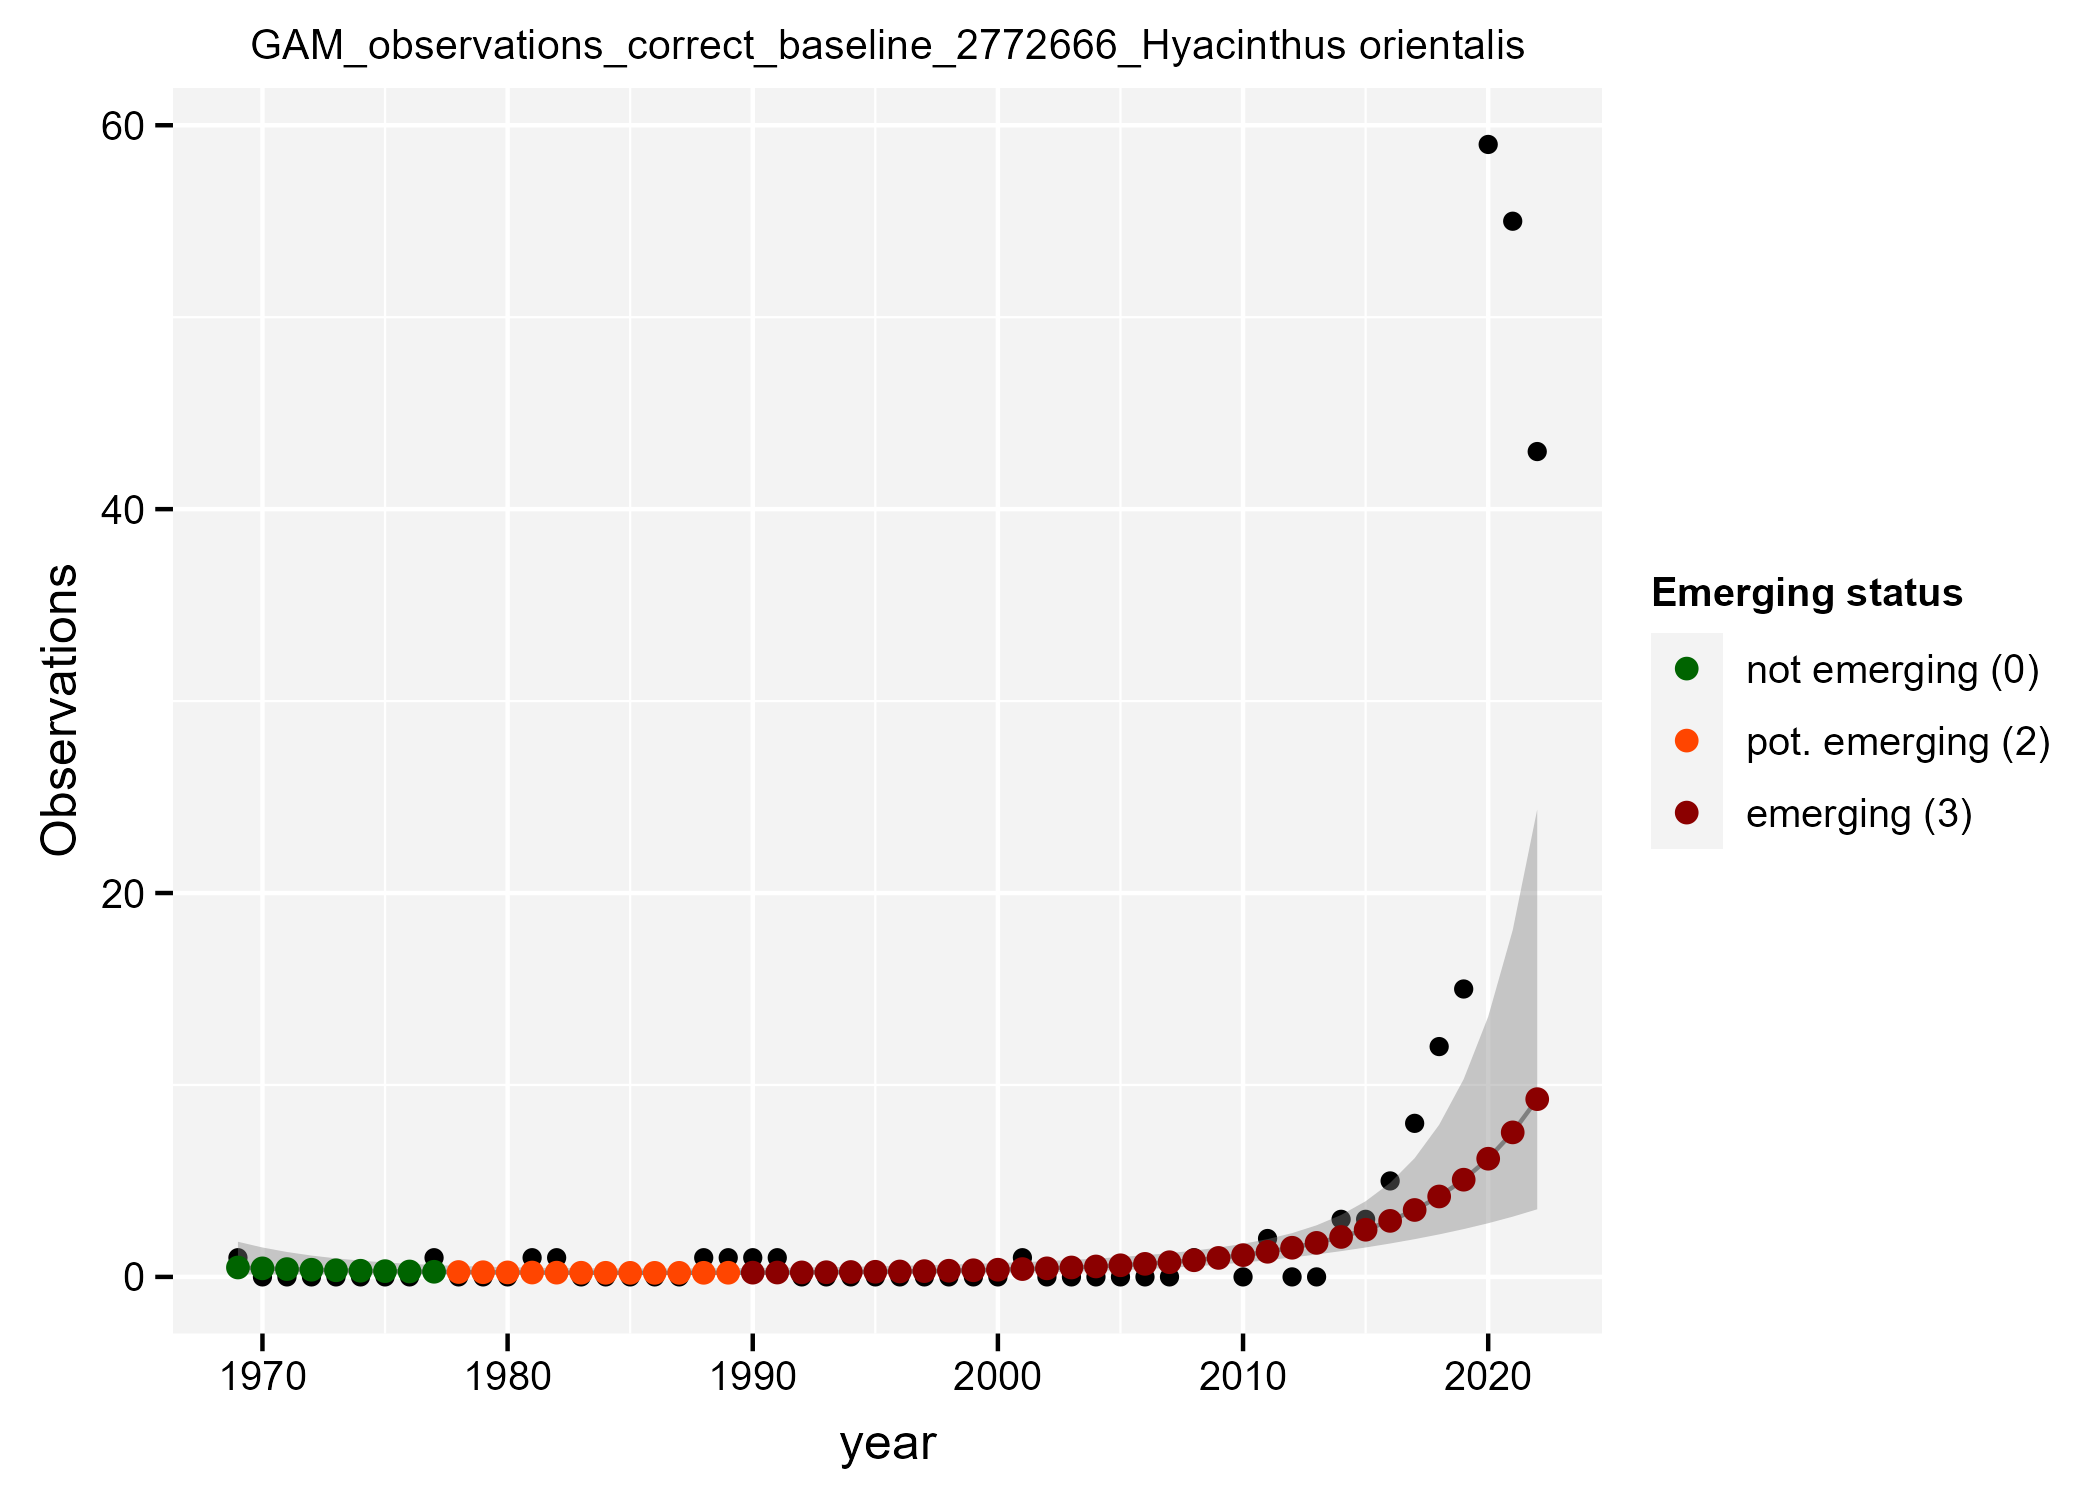 GAM_observations_correct_baseline_2772666_Hyacinthus orientalis
60
40
20
0
Observations
1970 1980 1990 2000 2010 2020
year
Emerging status
not emerging (0)
pot. emerging (2)
emerging (3)